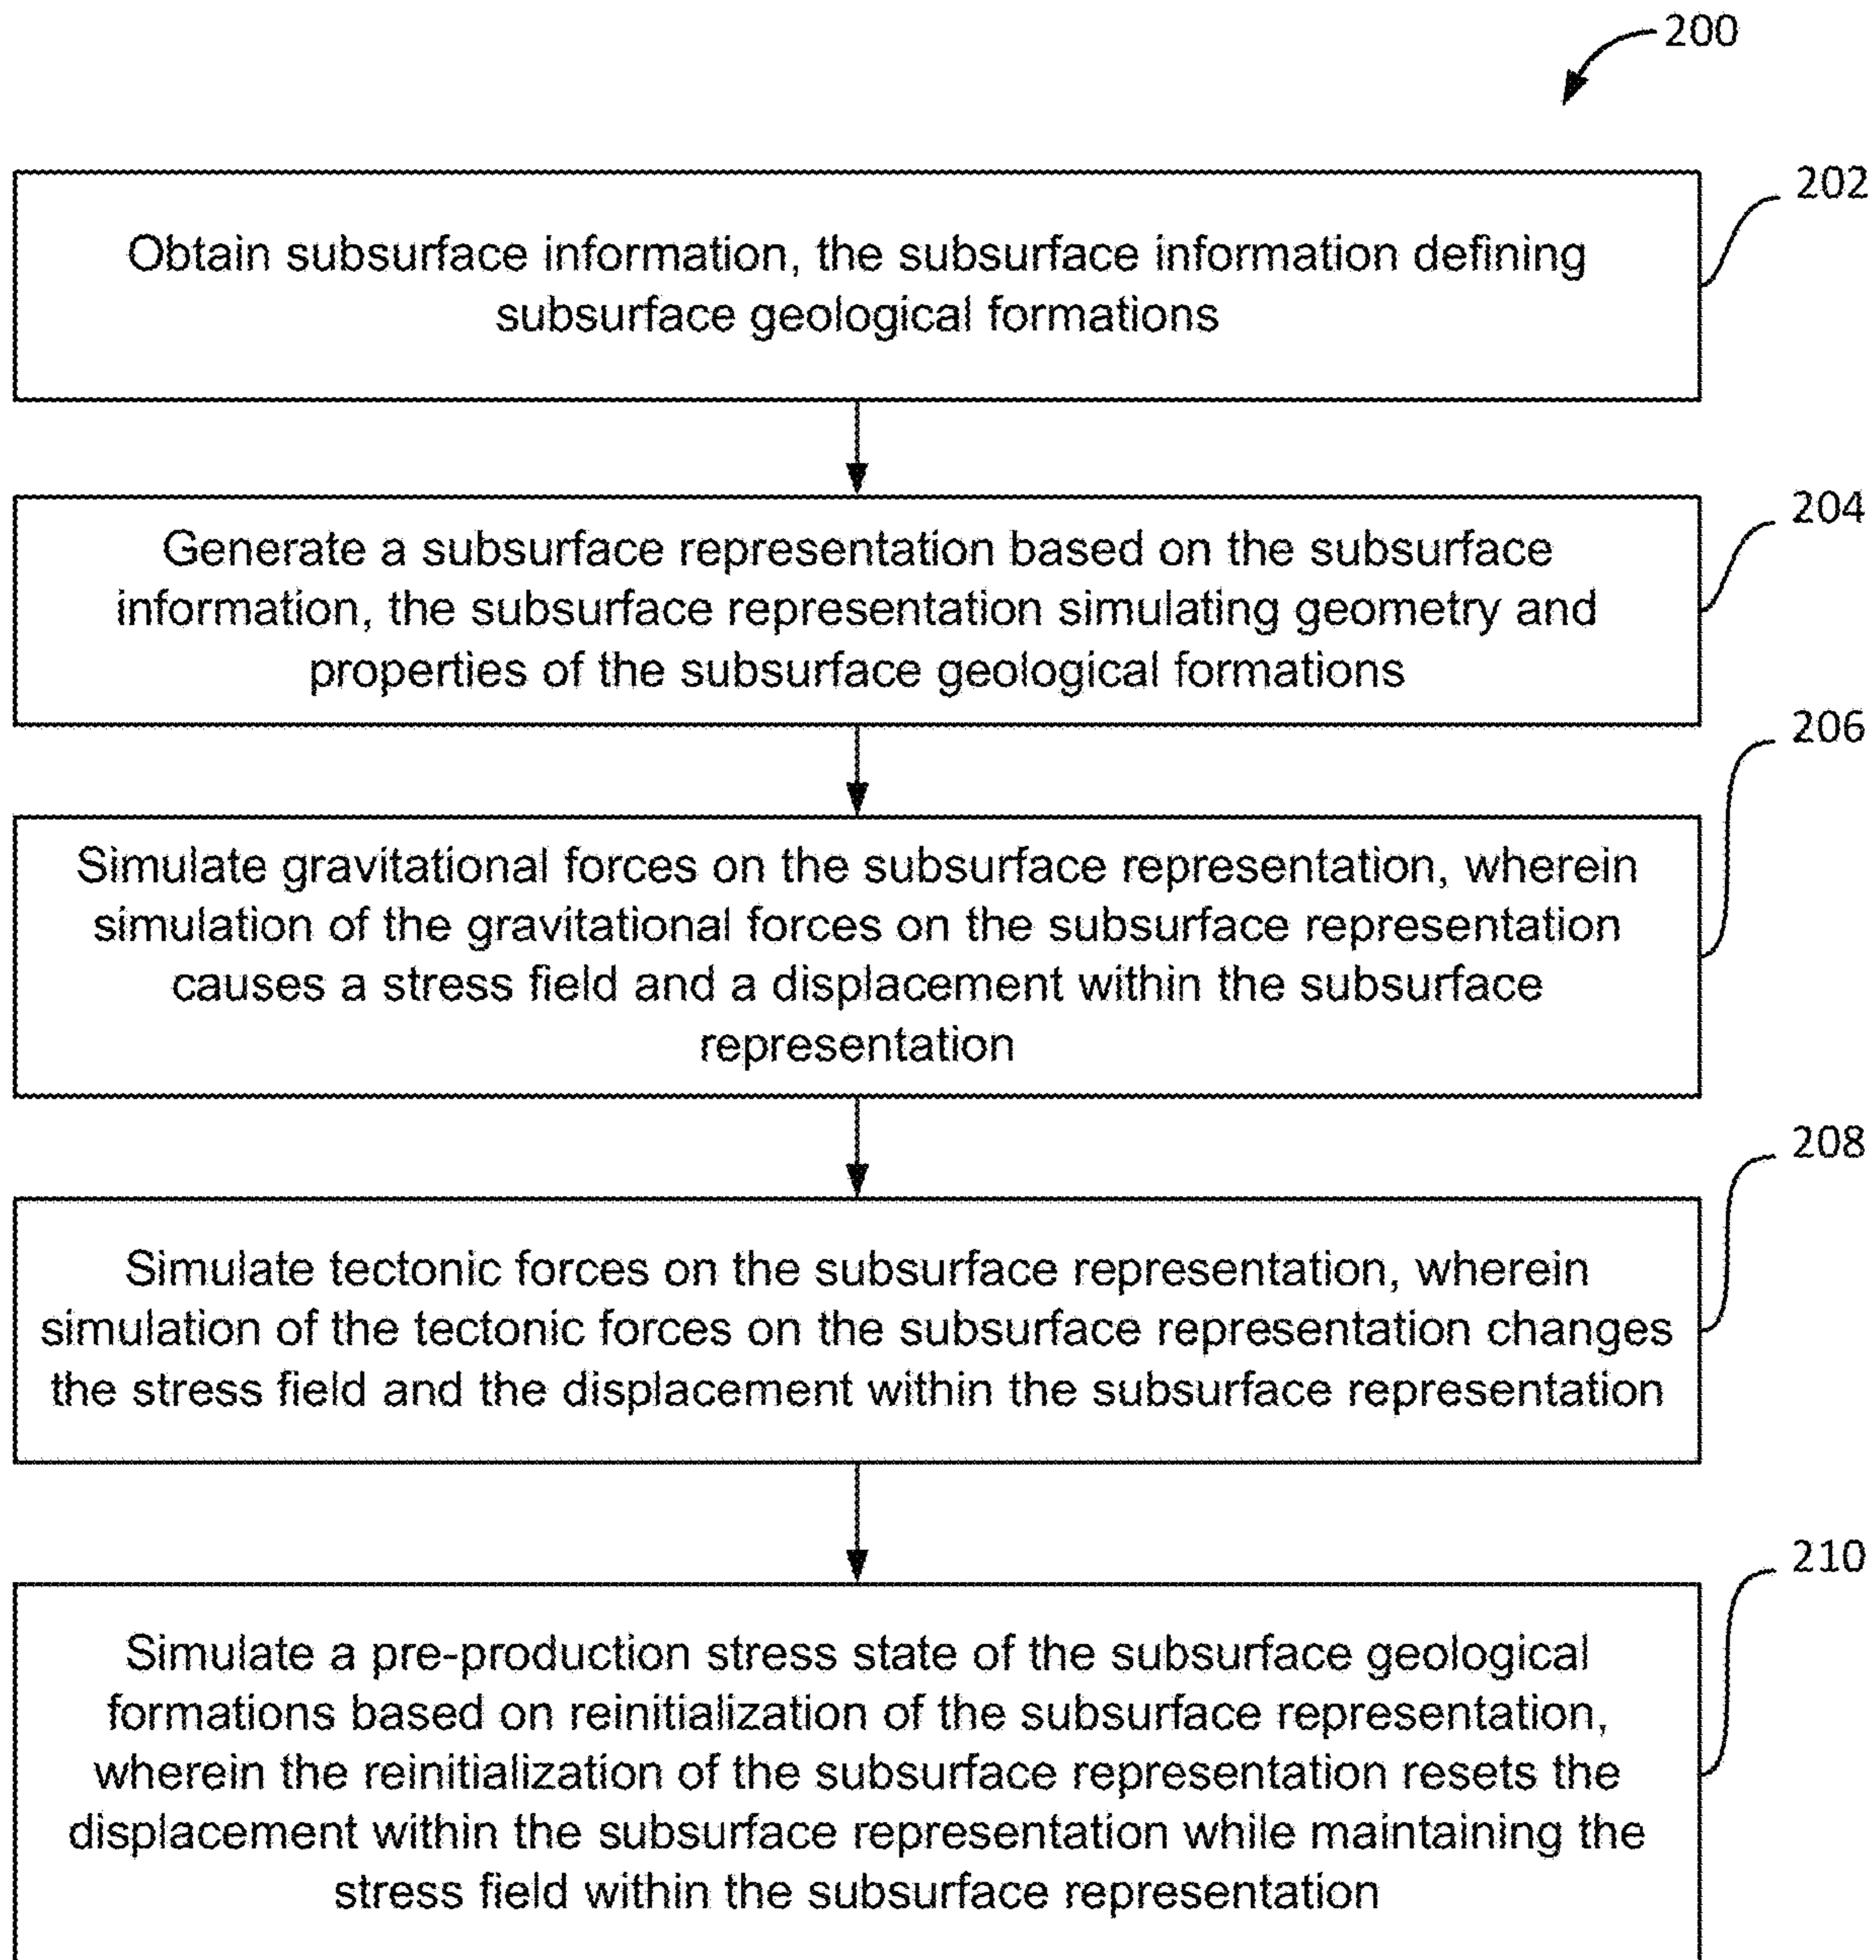 200
202
Obtain subsurface information, the subsurface information defining
subsurface geological formations
204
Generate a subsurface representation based on the subsurface
information, the subsurface representation simulating geometry and
properties of the subsurface geological formations
206
Simulate gravitational forces on the subsurface representation, wherein
simulation of the gravitational forces on the subsurface representation
causes a stress field and a displacement within the subsurface
representation
208
Simulate tectonic forces on the subsurface representation, wherein
simulation of the tectonic forces on the subsurface representation changes
the stress field and the displacement within the subsurface representation
210
Simulate a pre-production stress state of the subsurface geological
formations based on reinitialization of the subsurface representation,
wherein the reinitialization of the subsurface representation resets the
displacement within the subsurface representation while maintaining the
stress field within the subsurface representation